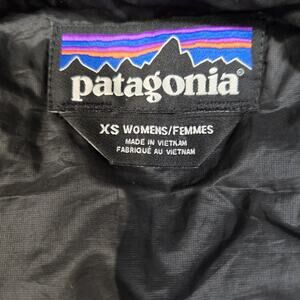 patagonia®
XS WOMENS/FEMMES
MADE IN VIETNAM
FABRIQUÉ AU VIETNAM